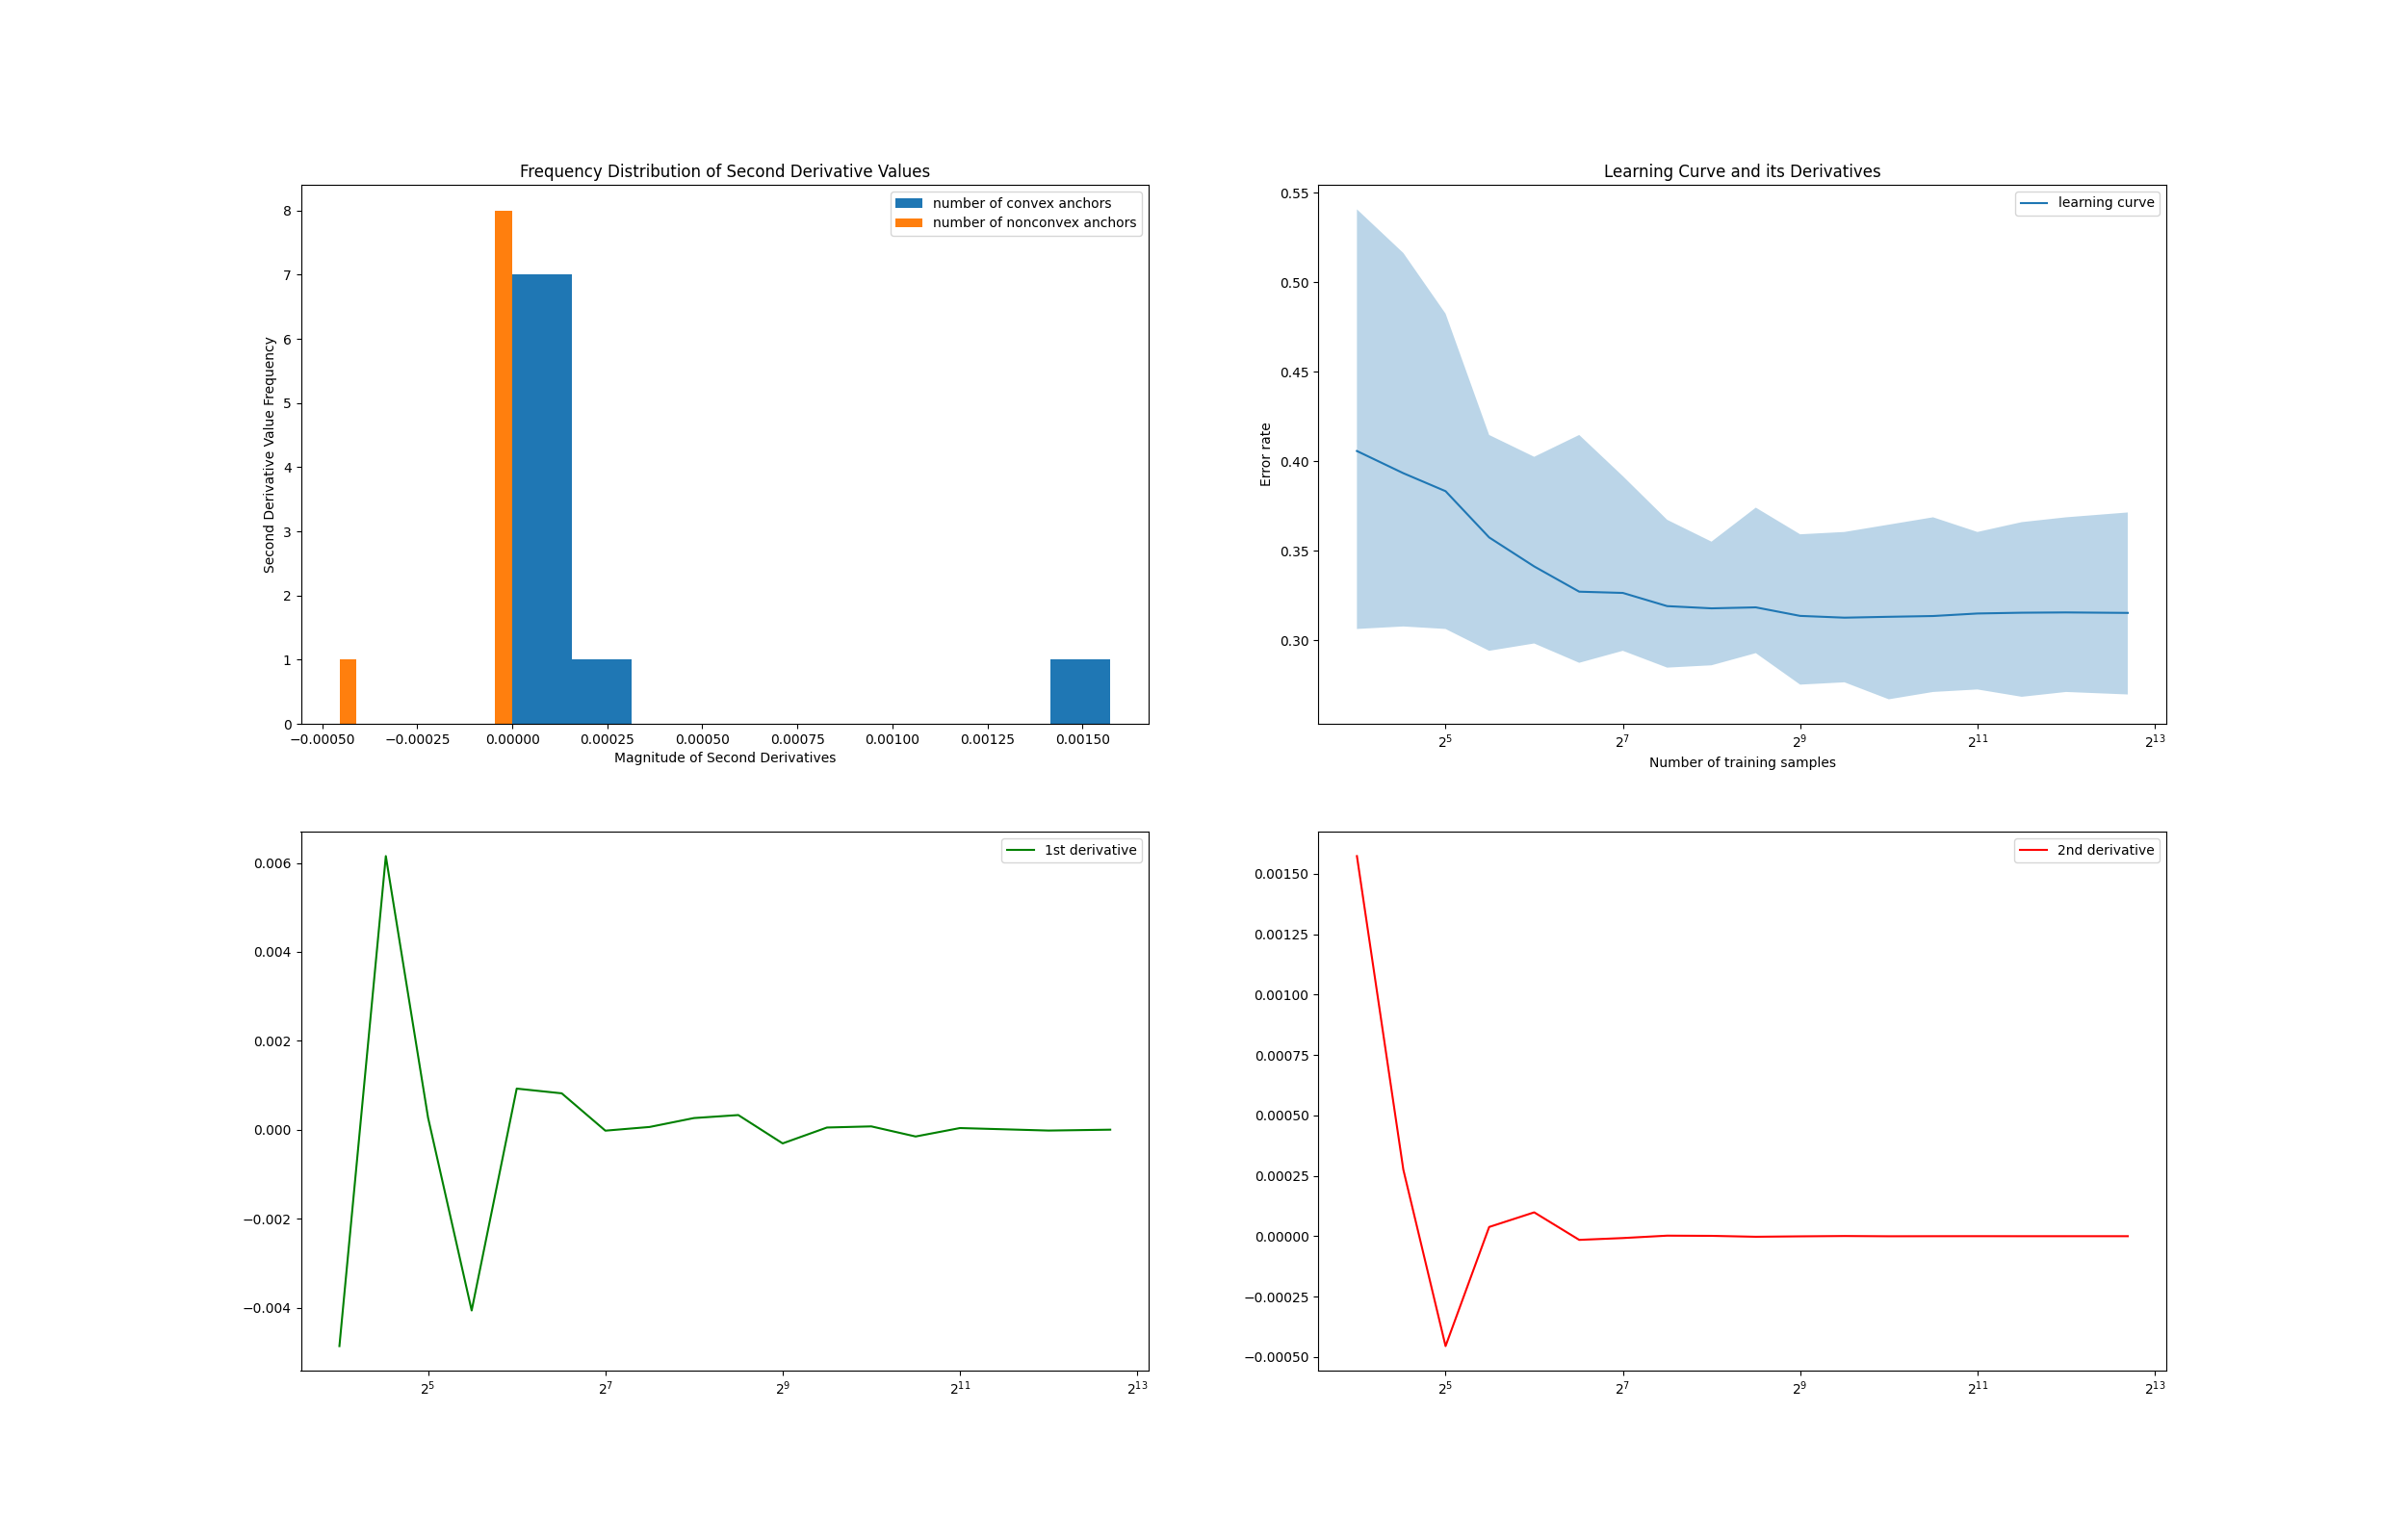 Frequency Distribution of Second Derivative Values
number of convex anchors
number of nonconvex anchors
Second Derivative Value Frequency
8
7
6
5
4
3
2
1
0
−0.00050 −0.00025 0.00000 0.00025 0.00050 0.00075 0.00100 0.00125 0.00150
Magnitude of Second Derivatives
Learning Curve and its Derivatives
learning curve
Error rate
0.55
0.50
0.45
0.40
0.35
0.30
2^5 2^7 2^9 2^11 2^13
Number of training samples
1st derivative
0.006
0.004
0.002
0.000
−0.002
−0.004
2^5 2^7 2^9 2^11 2^13
2nd derivative
0.00150
0.00125
0.00100
0.00075
0.00050
0.00025
0.00000
−0.00025
−0.00050
2^5 2^7 2^9 2^11 2^13